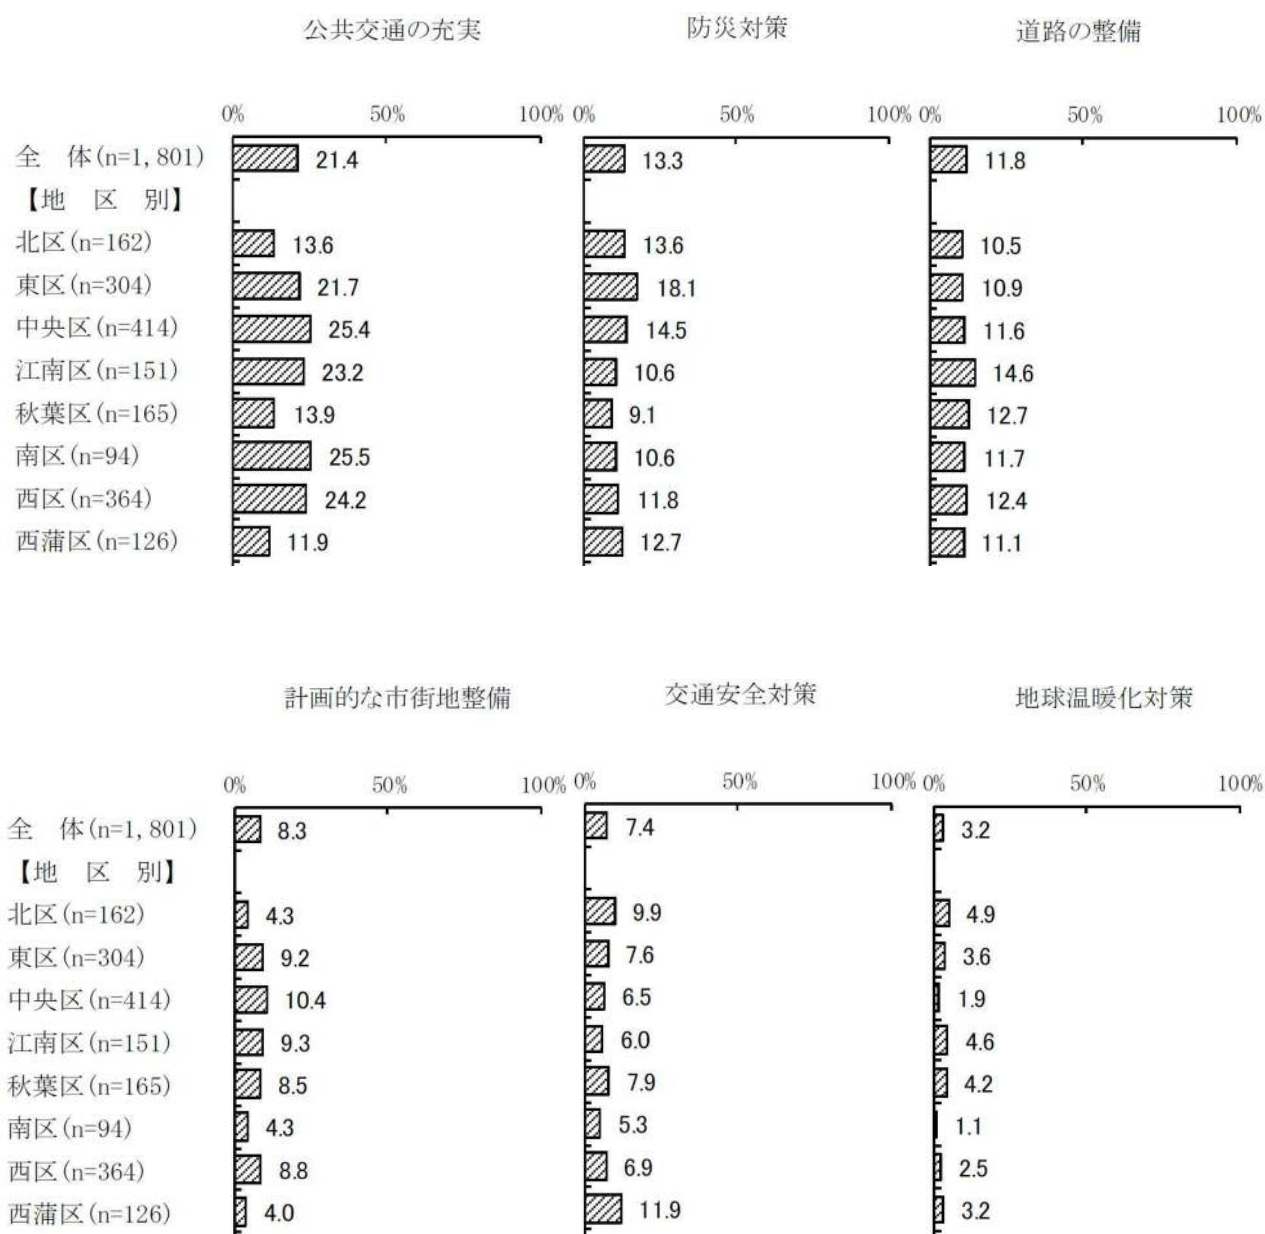 公共交通の充実 防災対策 道路の整備
0% 50% 100% 0% 50% 100% 0% 50% 100%
全 体(n=1,801) 21.4 13.3 11.8
【地 区 別】
北区(n=162) 13.6 13.6 10.5
東区(n=304) 21.7 18.1 10.9
中央区(n=414) 25.4 14.5 11.6
江南区(n=151) 23.2 10.6 14.6
秋葉区(n=165) 13.9 9.1 12.7
南区(n=94) 25.5 10.6 11.7
西区(n=364) 24.2 11.8 12.4
西蒲区(n=126) 11.9 12.7 11.1
計画的な市街地整備 交通安全対策 地球温暖化対策
0% 50% 100% 0% 50% 100% 0% 50% 100%
全 体(n=1,801) 8.3 7.4 3.2
【地 区 別】
北区(n=162) 4.3 9.9 4.9
東区(n=304) 9.2 7.6 3.6
中央区(n=414) 10.4 6.5 1.9
江南区(n=151) 9.3 6.0 4.6
秋葉区(n=165) 8.5 7.9 4.2
南区(n=94) 4.3 5.3 1.1
西区(n=364) 8.8 6.9 2.5
西蒲区(n=126) 4.0 11.9 3.2